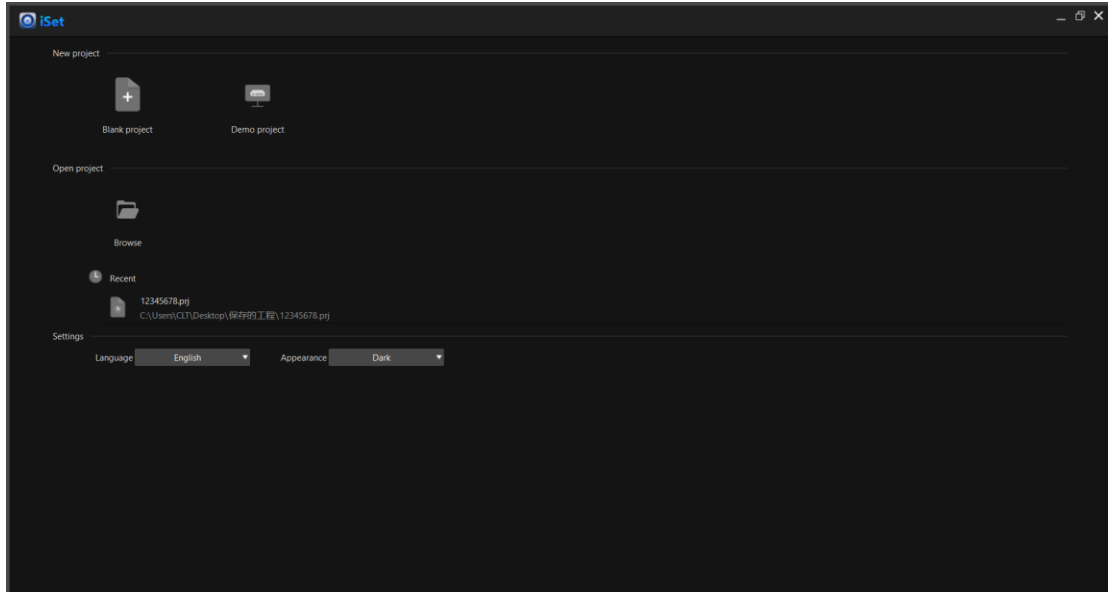 iSet
New project
Blank project
Demo project
Open project
Browse
Recent
12345678.prj
C:\Users\CLT\Desktop\保存的工程\12345678.prj
Settings
Language English Appearance Dark